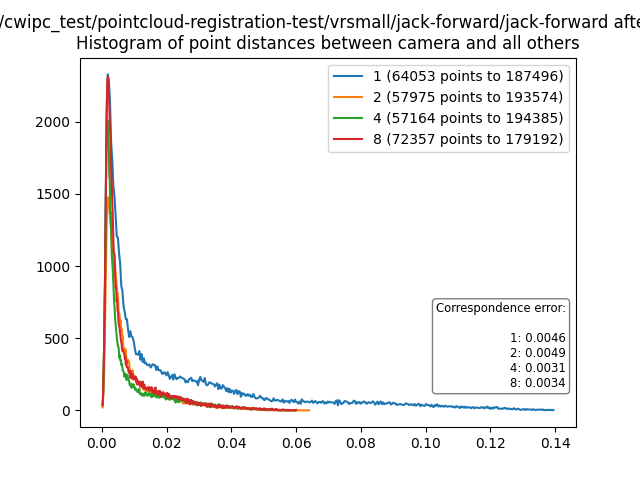 /cwipc_test/pointcloud-registration-test/vrsmall/jack-forward/jack-forward afte
Histogram of point distances between camera and all others
1 (64053 points to 187496)
2 (57975 points to 193574)
4 (57164 points to 194385)
8 (72357 points to 179192)
2000
1500
1000
500
0
Correspondence error:
1: 0.0046
2: 0.0049
4: 0.0031
8: 0.0034
0.00 0.02 0.04 0.06 0.08 0.10 0.12 0.14